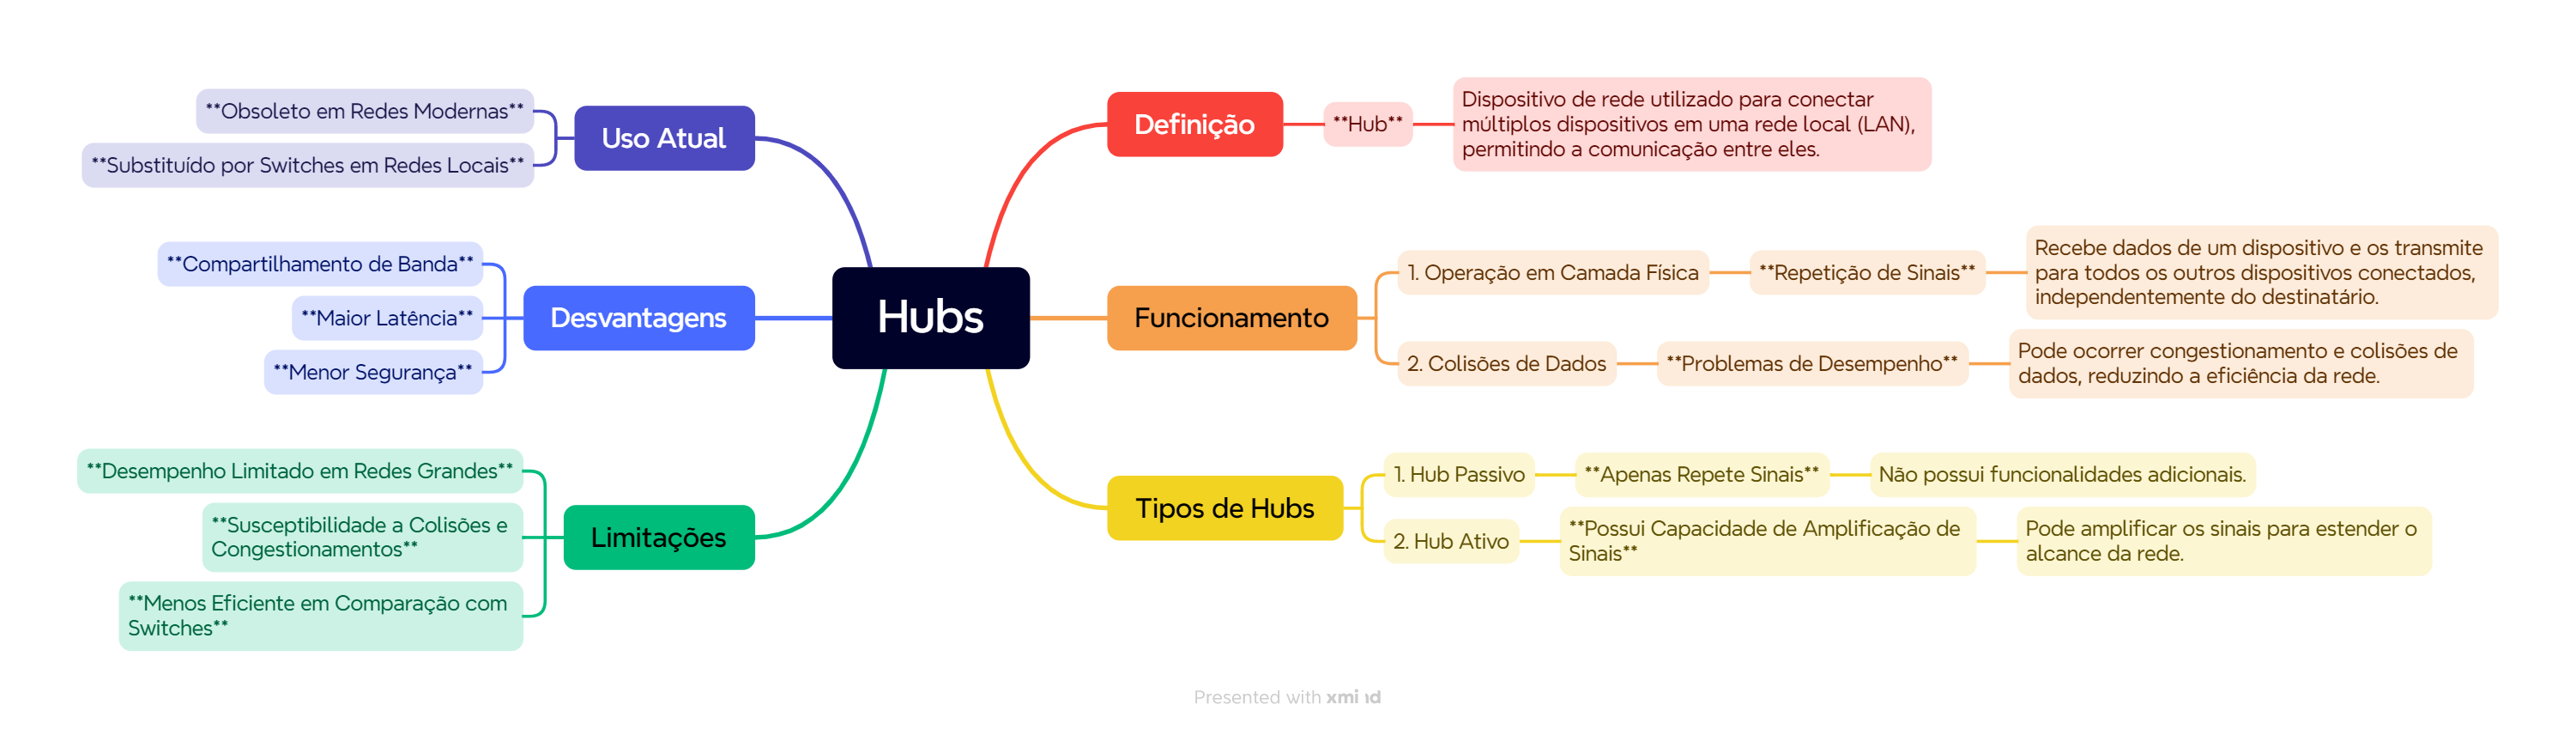 Hubs
Definição
**Hub**
Dispositivo de rede utilizado para conectar
múltiplos dispositivos em uma rede local (LAN),
permitindo a comunicação entre eles.
Funcionamento
1. Operação em Camada Física
**Repetição de Sinais**
Recebe dados de um dispositivo e os transmite
para todos os outros dispositivos conectados,
independentemente do destinatário.
2. Colisões de Dados
**Problemas de Desempenho**
Pode ocorrer congestionamento e colisões de
dados, reduzindo a eficiência da rede.
Tipos de Hubs
1. Hub Passivo
**Apenas Repete Sinais**
Não possui funcionalidades adicionais.
2. Hub Ativo
**Possui Capacidade de Amplificação de
Sinais**
Pode amplificar os sinais para estender o
alcance da rede.
Uso Atual
**Obsoleto em Redes Modernas**
**Substituído por Switches em Redes Locais**
Desvantagens
**Compartilhamento de Banda**
**Maior Latência**
**Menor Segurança**
Limitações
**Desempenho Limitado em Redes Grandes**
**Susceptibilidade a Colisões e
Congestionamentos**
**Menos Eficiente em Comparação com
Switches**
Presented with xmind